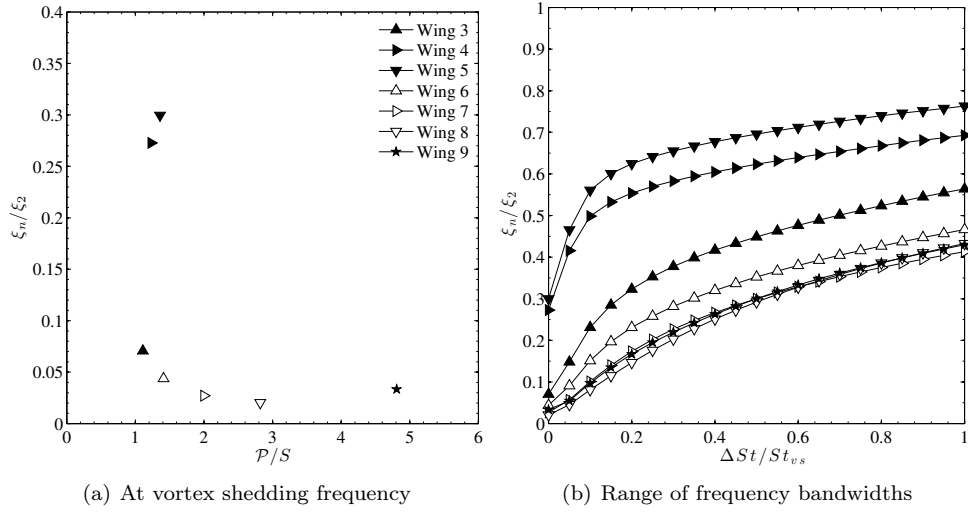 0.4
0.35
0.3
0.25
0.2
0.15
0.1
0.05
0
ξn/ξ2
0 1 2 3 4 5 6
P/S
Wing 3
Wing 4
Wing 5
Wing 6
Wing 7
Wing 8
Wing 9
(a) At vortex shedding frequency
1
0.9
0.8
0.7
0.6
0.5
0.4
0.3
0.2
0.1
0
ξn/ξ2
0 0.2 0.4 0.6 0.8 1
ΔSt/Stvs
(b) Range of frequency bandwidths